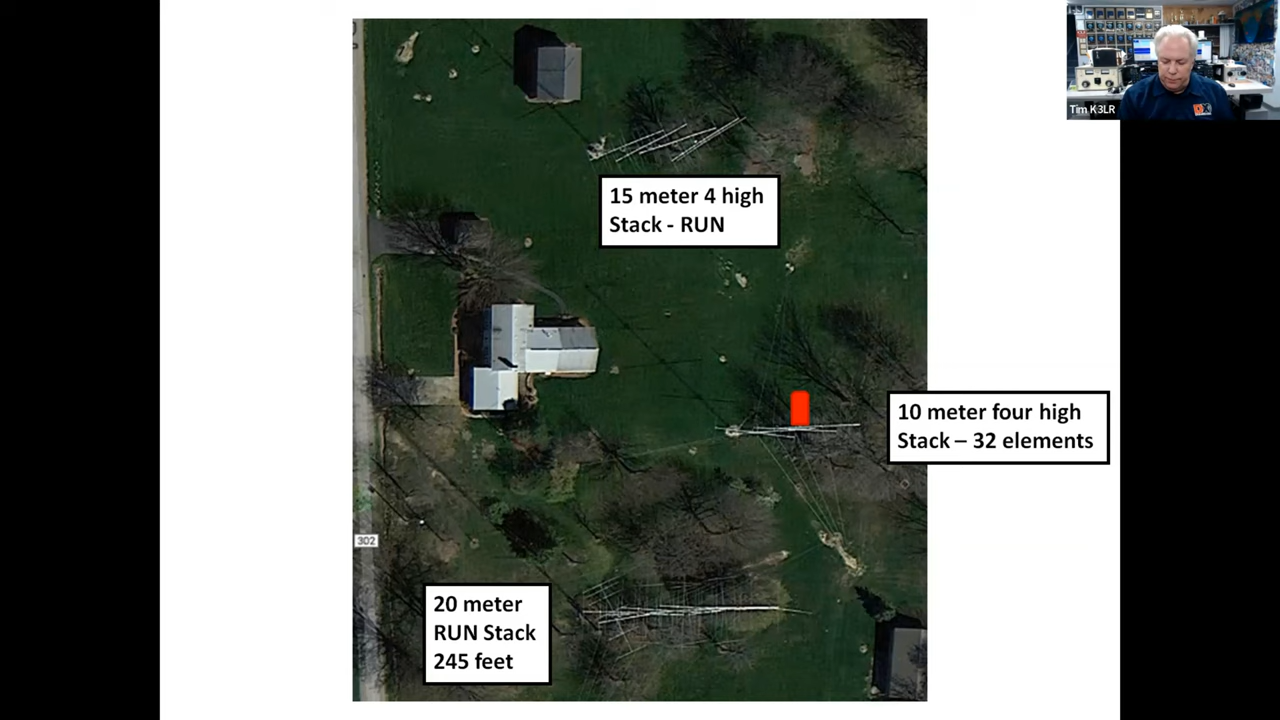 Tim K3LR
15 meter 4 high
Stack - RUN
10 meter four high
Stack – 32 elements
302
20 meter
RUN Stack
245 feet